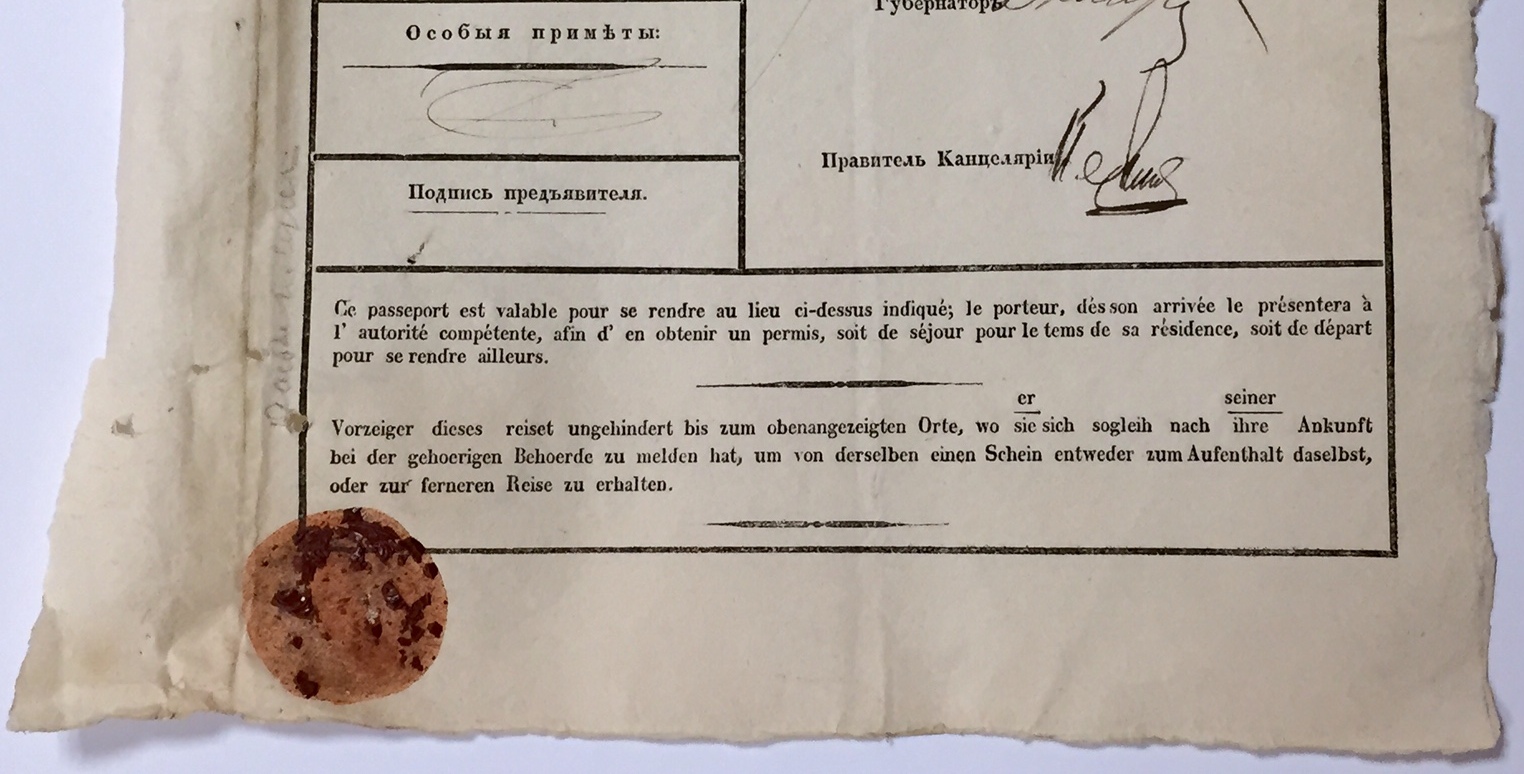 Особыя примѣты:
Подпись предъявителя.
Губернаторъ
Правитель Канцеляріи
Ce passeport est valable pour se rendre au lieu ci-dessus indiqué; le porteur, dés son arrivée le présentera à
l' autorité compétente, afin d' en obtenir un permis, soit de séjour pour le tems de sa résidence, soit de départ
pour se rendre ailleurs.
er seiner
Vorzeiger dieses reiset ungehindert bis zum obenangezeigten Orte, wo sie sich sogleih nach ihre Ankunft
bei der gehoerigen Behoerde zu melden hat, um von derselben einen Schein entweder zum Aufenthalt daselbst,
oder zur ferneren Reise zu erhalten.